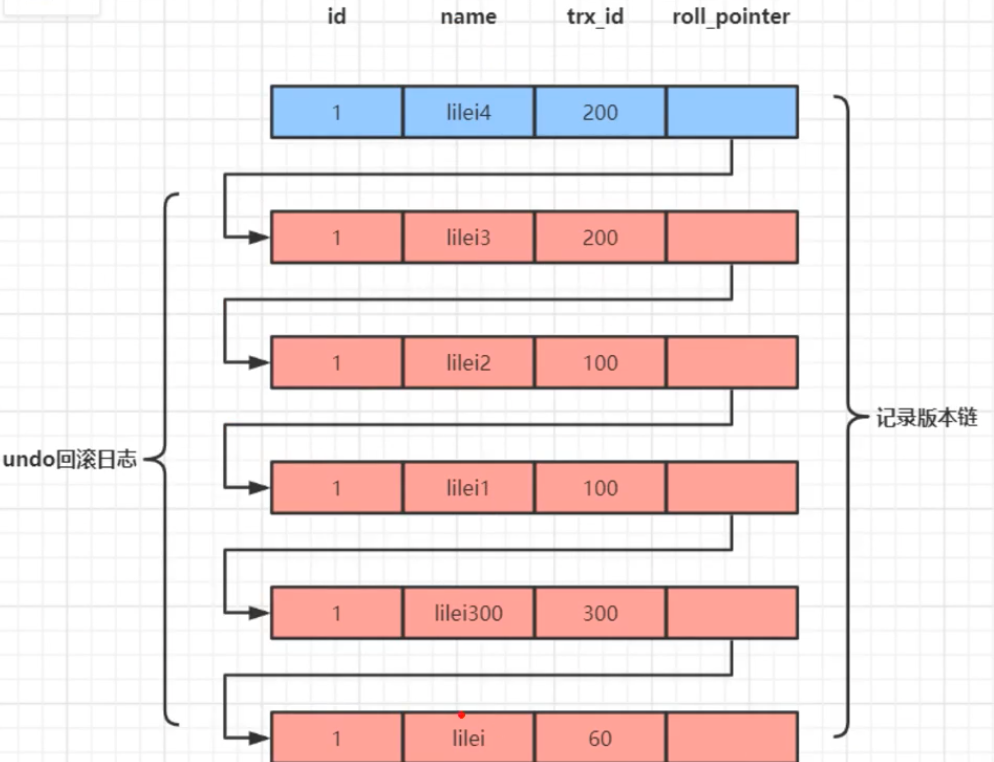 id name trx_id roll_pointer
1 lilei4 200
1 lilei3 200
1 lilei2 100
记录版本链
undo回滚日志
1 lilei1 100
1 lilei300 300
1 lilei 60